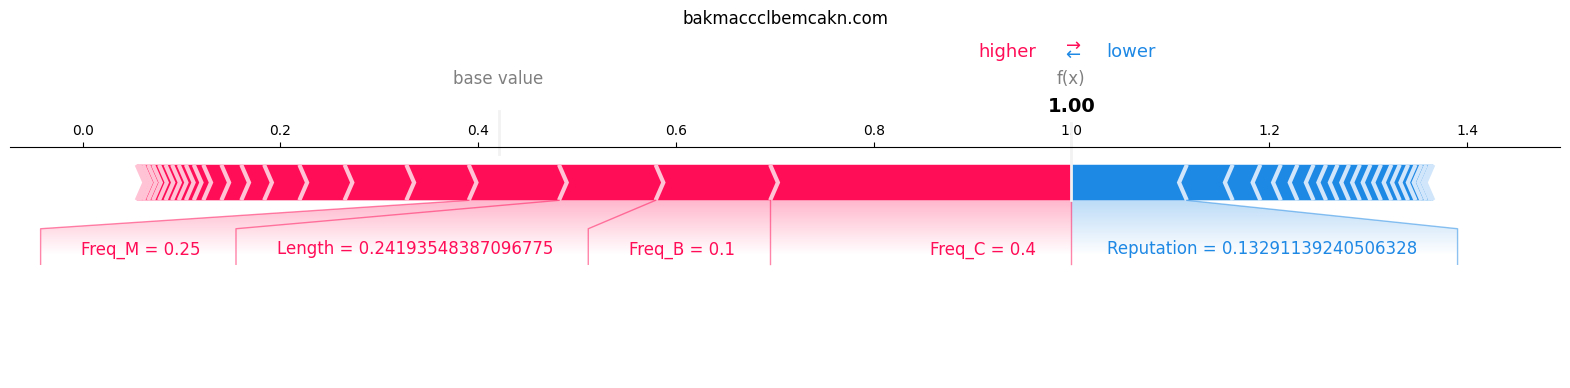 bakmaccclbemcakn.com
higher ⇄ lower
base value f(x)
1.00
0.0 0.2 0.4 0.6 0.8 1.0 1.2 1.4
Freq_M = 0.25 Length = 0.24193548387096775 Freq_B = 0.1 Freq_C = 0.4 Reputation = 0.13291139240506328